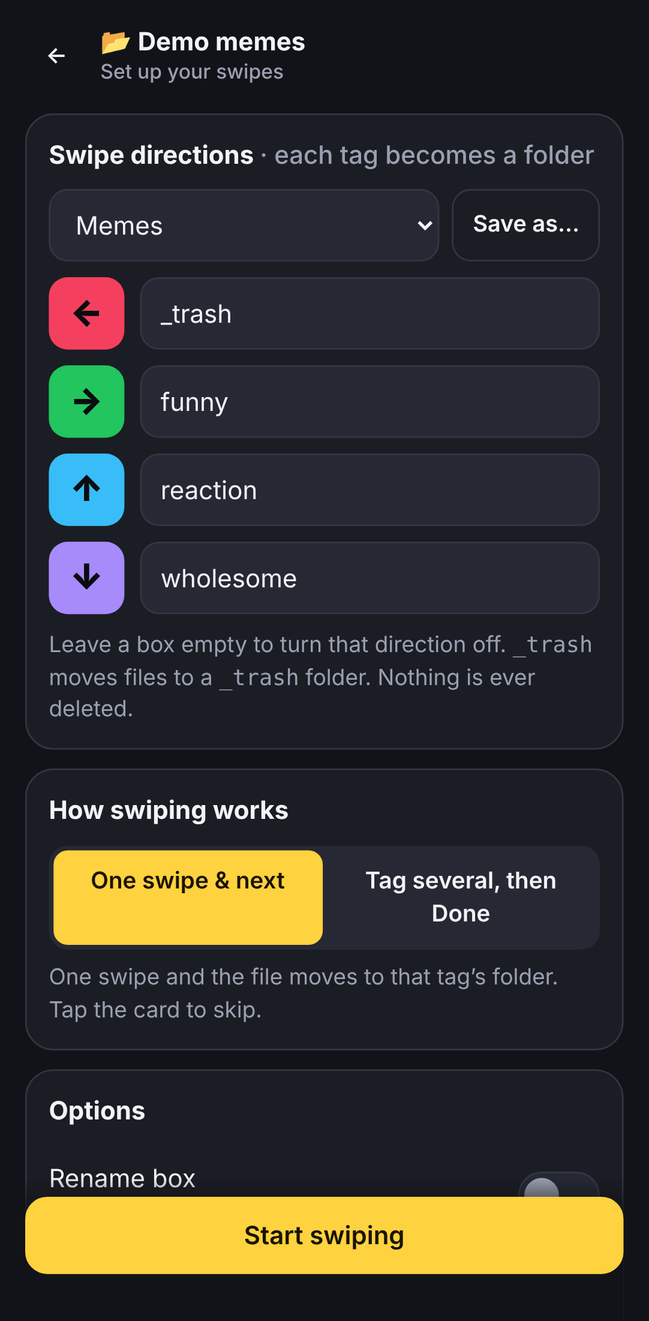 📂 Demo memes
Set up your swipes
Swipe directions · each tag becomes a folder
Memes
Save as...
_trash
funny
reaction
wholesome
Leave a box empty to turn that direction off. _trash
moves files to a _trash folder. Nothing is ever
deleted.
How swiping works
One swipe & next
Tag several, then
Done
One swipe and the file moves to that tag’s folder.
Tap the card to skip.
Options
Rename box
Start swiping